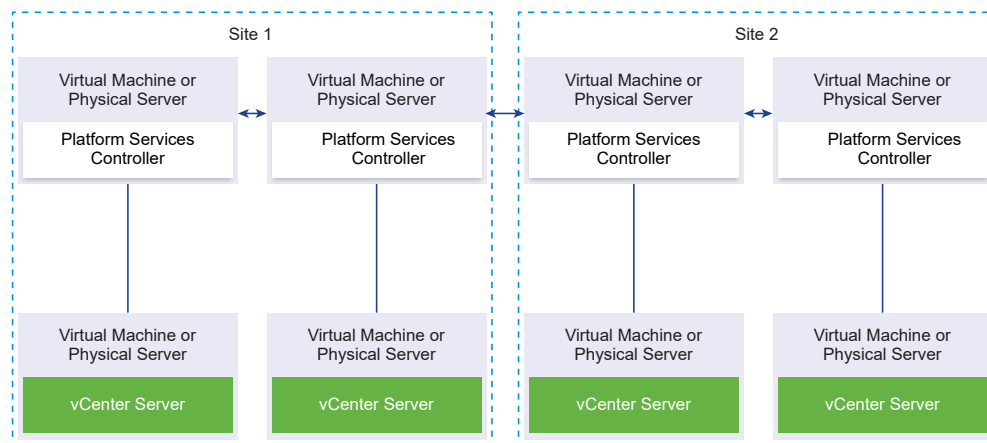 Site 1
Site 2
Virtual Machine or
Physical Server
Platform Services
Controller
Virtual Machine or
Physical Server
Platform Services
Controller
Virtual Machine or
Physical Server
Platform Services
Controller
Virtual Machine or
Physical Server
Platform Services
Controller
Virtual Machine or
Physical Server
vCenter Server
Virtual Machine or
Physical Server
vCenter Server
Virtual Machine or
Physical Server
vCenter Server
Virtual Machine or
Physical Server
vCenter Server